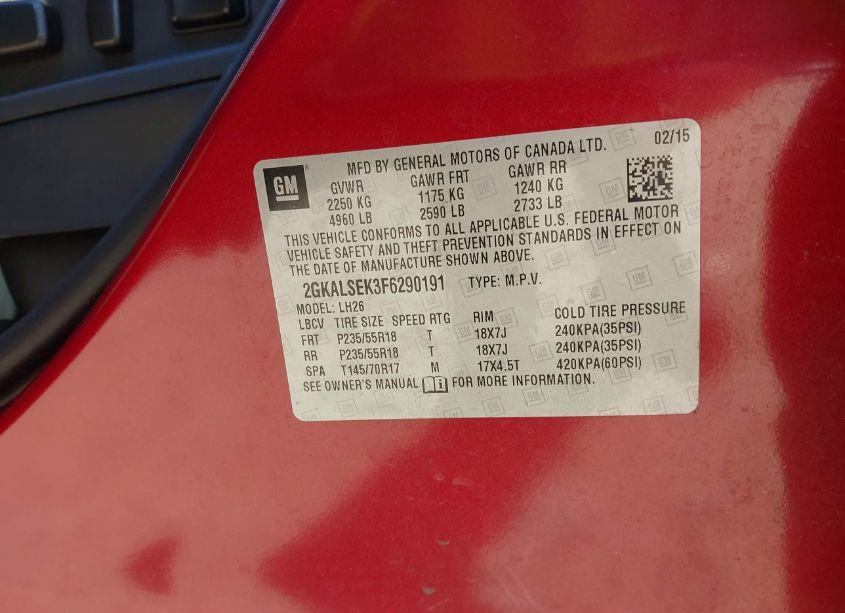 GM
MFD BY GENERAL MOTORS OF CANADA LTD. 02/15
GVWR GAWR FRT GAWR RR
2250 KG 1175 KG 1240 KG
4960 LB 2590 LB 2733 LB
THIS VEHICLE CONFORMS TO ALL APPLICABLE U.S. FEDERAL MOTOR
VEHICLE SAFETY AND THEFT PREVENTION STANDARDS IN EFFECT ON
THE DATE OF MANUFACTURE SHOWN ABOVE.
2GKALSEK3F6290191 TYPE: M.P.V.
MODEL: LH26
LBCV TIRE SIZE SPEED RTG RIM COLD TIRE PRESSURE
FRT P235/55R18 T 18X7J 240KPA(35PSI)
RR P235/55R18 T 18X7J 240KPA(35PSI)
SPA T145/70R17 M 17X4.5T 420KPA(60PSI)
SEE OWNER'S MANUAL FOR MORE INFORMATION.